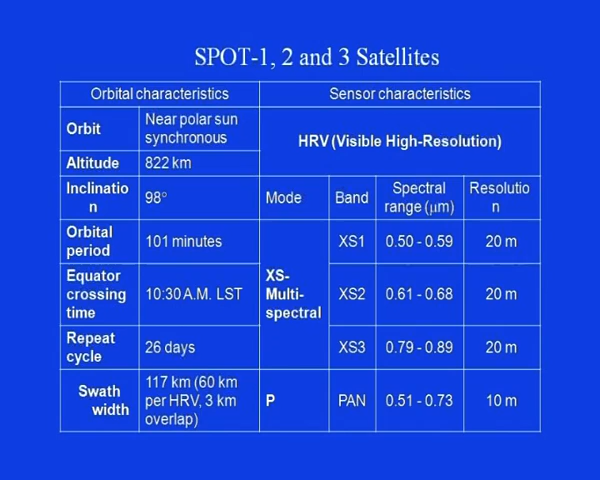 SPOT-1, 2 and 3 Satellites
Orbital characteristics
Sensor characteristics
Orbit
Near polar sun
synchronous
HRV (Visible High-Resolution)
Altitude
822 km
Inclinatio
n
98°
Mode
Band
Spectral
range (μm)
Resolutio
n
Orbital
period
101 minutes
XS-
Multi-
spectral
XS1
0.50 - 0.59
20 m
Equator
crossing
time
10:30 A.M. LST
XS2
0.61 - 0.68
20 m
Repeat
cycle
26 days
XS3
0.79 - 0.89
20 m
Swath
width
117 km (60 km
per HRV, 3 km
overlap)
P
PAN
0.51 - 0.73
10 m